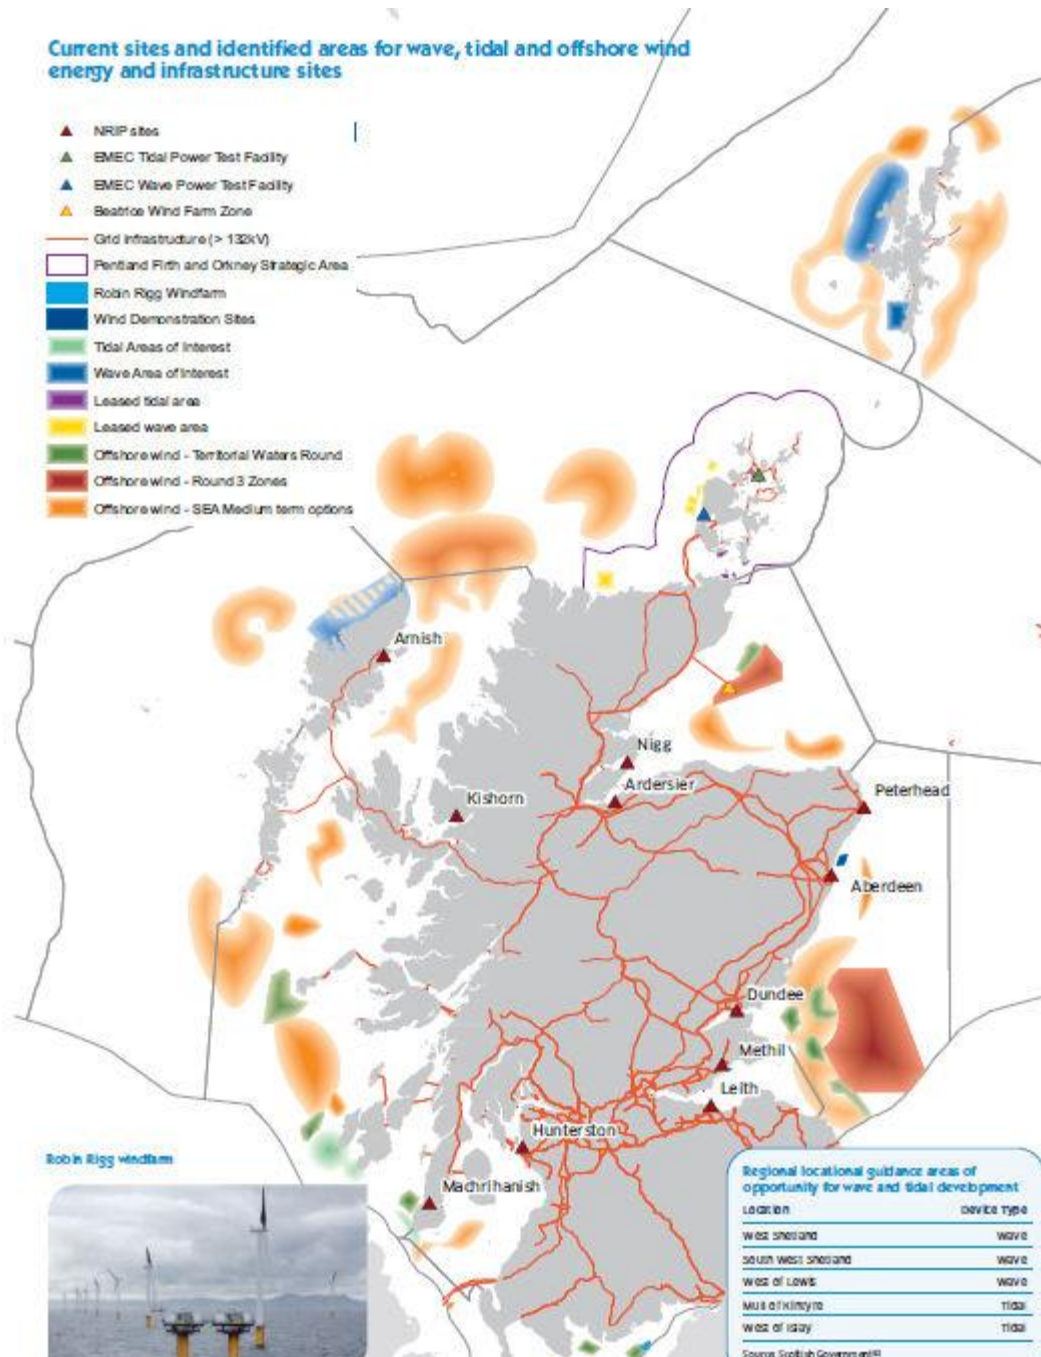 Current sites and identified areas for wave, tidal and offshore wind
energy and infrastructure sites
NRIP sites
EMEC Tidal Power Test Facility
EMEC Wave Power Test Facility
Beatrice Wind Farm Zone
Grid infrastructure (> 132kV)
Pentland Firth and Orkney Strategic Area
Robin Rigg Windfarm
Wind Demonstration Sites
Tidal Areas of Interest
Wave Area of Interest
Leased tidal area
Leased wave area
Offshore wind - Territorial Waters Round
Offshore wind - Round 3 Zones
Offshore wind - SEA Medium term options
Arnish
Nigg
Ardersier
Kishorn
Peterhead
Aberdeen
Dundee
Methil
Leith
Hunterston
Machrihanish
Robin Rigg windfarm
Regional locational guidance areas of
opportunity for wave and tidal development
Location Device Type
West Shetland Wave
South West Shetland Wave
West of Lewis Wave
Mull of Kintyre Tidal
West of Islay Tidal
Source: Scottish Government